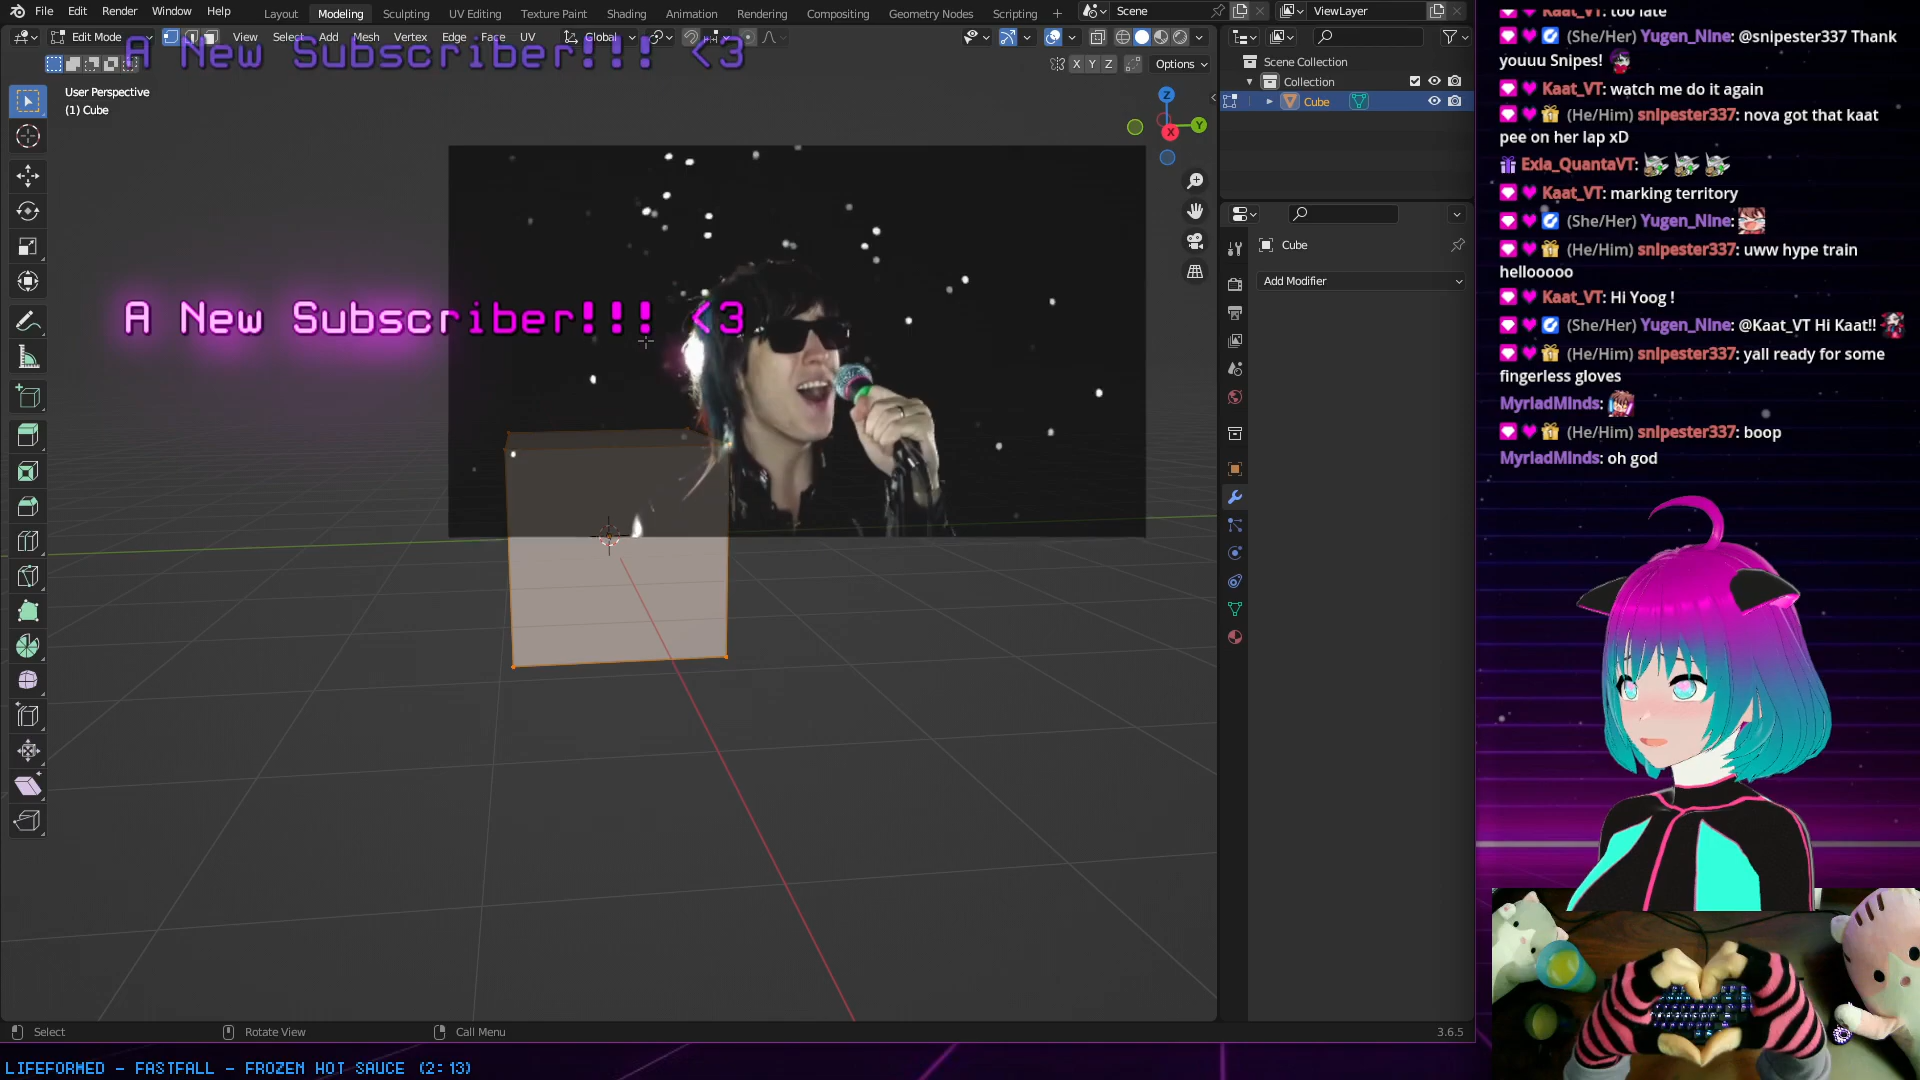 File Edit Render Window Help
Layout Modeling Sculpting UV Editing Texture Paint Shading Animation Rendering Compositing Geometry Nodes Scripting +
Scene
ViewLayer
Edit Mode
View Select Add Mesh Vertex Edge Face UV
Global
A New Subscriber!!! <3
X Y Z
Options
User Perspective
(1) Cube
Z
Y
X
A New Subscriber!!! <3
Scene Collection
Collection
Cube
Cube
Add Modifier
Kaat_VT: too late
(She/Her) Yugen_NIne: @snipester337 Thank
youuu Snipes!
Kaat_VT: watch me do it again
(He/Him) snIpester337: nova got that kaat
pee on her lap xD
ExIa_QuantaVT:
Kaat_VT: marking territory
(She/Her) Yugen_NIne:
(He/Him) snIpester337: uww hype train
hellooooo
Kaat_VT: Hi Yoog !
(She/Her) Yugen_NIne: @Kaat_VT Hi Kaat!!
(He/Him) snIpester337: yall ready for some
fingerless gloves
MyrIadMInds:
(He/Him) snIpester337: boop
MyrIadMInds: oh god
Select
Rotate View
Call Menu
3.6.5
LIFEFORMED - FASTFALL - FROZEN HOT SAUCE (2:13)